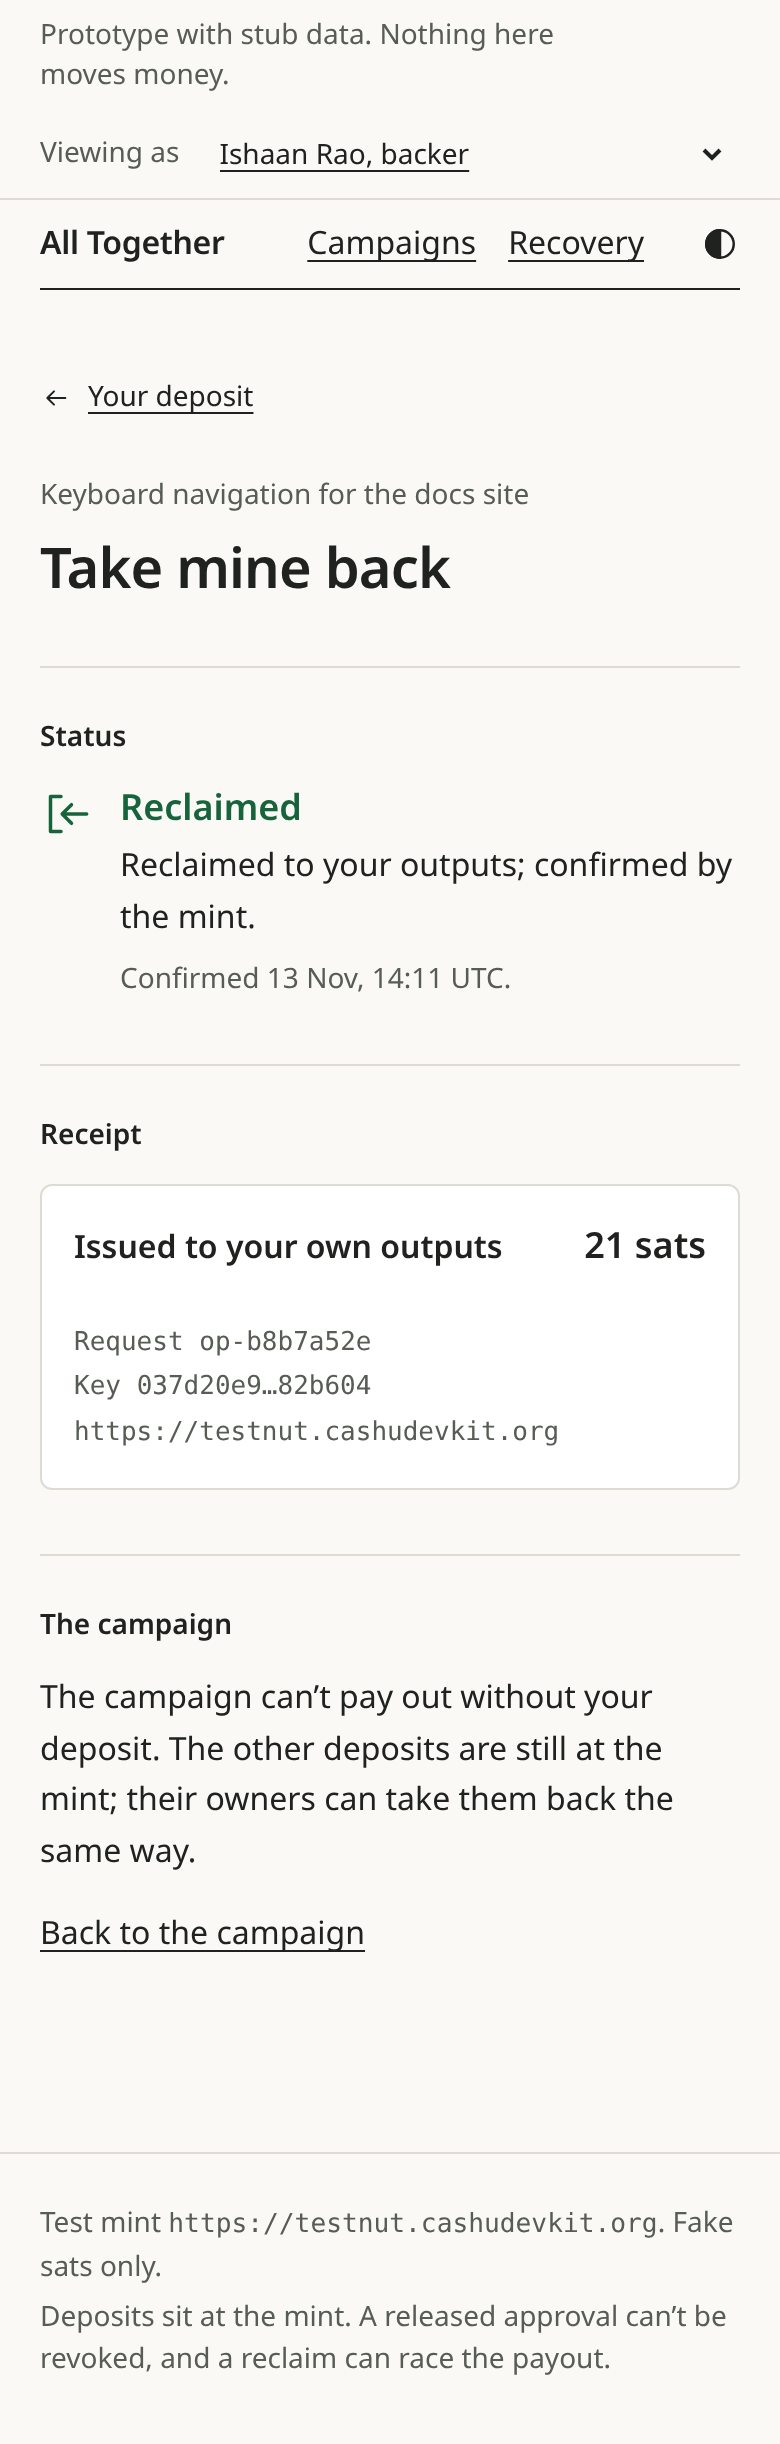 Prototype with stub data. Nothing here
moves money.
Viewing as Ishaan Rao, backer
All Together Campaigns Recovery
← Your deposit
Keyboard navigation for the docs site
Take mine back
Status
Reclaimed
Reclaimed to your outputs; confirmed by
the mint.
Confirmed 13 Nov, 14:11 UTC.
Receipt
Issued to your own outputs 21 sats
Request op-b8b7a52e
Key 037d20e9…82b604
https://testnut.cashudevkit.org
The campaign
The campaign can’t pay out without your
deposit. The other deposits are still at the
mint; their owners can take them back the
same way.
Back to the campaign
Test mint https://testnut.cashudevkit.org. Fake
sats only.
Deposits sit at the mint. A released approval can’t be
revoked, and a reclaim can race the payout.